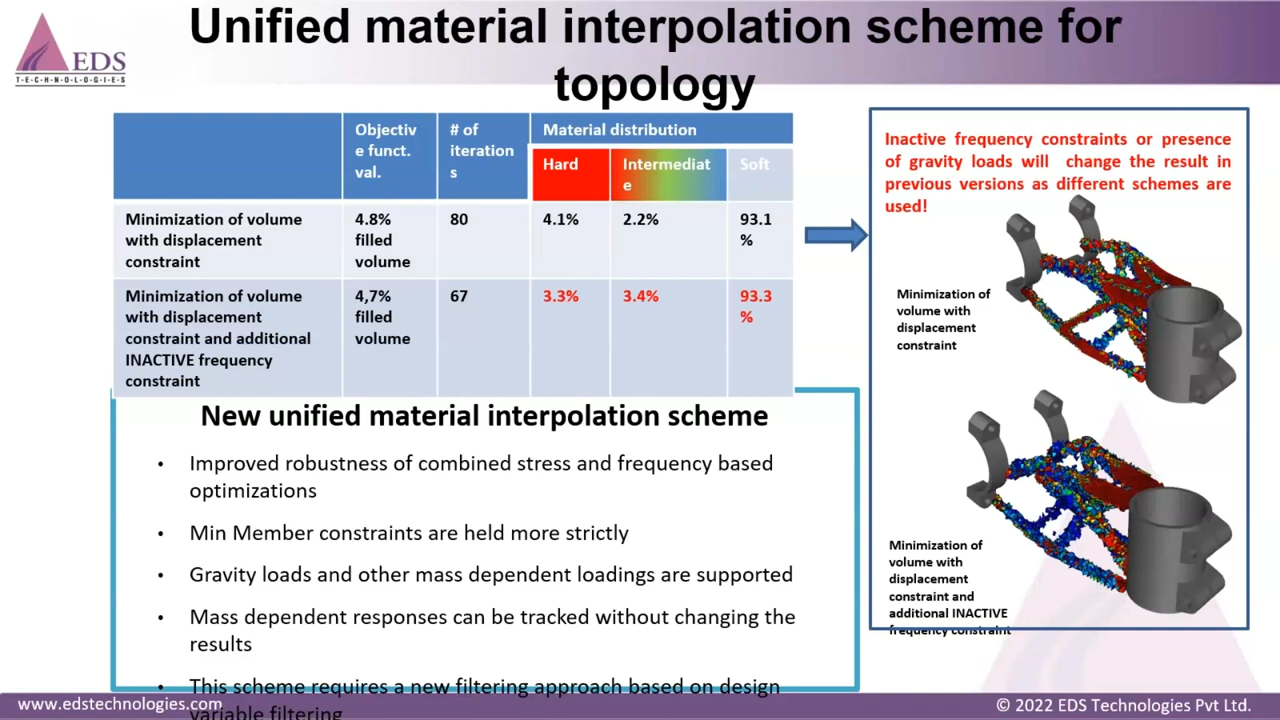 Unified material interpolation scheme for
topology
EDS
T·E·C·H·N·O·L·O·G·I·E·S
Objectiv
e funct.
val.
# of
iteration
s
Material distribution
Hard
Intermediat
e
Soft
Minimization of volume
with displacement
constraint
4.8%
filled
volume
80
4.1%
2.2%
93.1
%
Minimization of volume
with displacement
constraint and additional
INACTIVE frequency
constraint
4,7%
filled
volume
67
3.3%
3.4%
93.3
%
Inactive frequency constraints or presence
of gravity loads will change the result in
previous versions as different schemes are
used!
Minimization of
volume with
displacement
constraint
Minimization of
volume with
displacement
constraint and
additional INACTIVE
frequency constraint
New unified material interpolation scheme
• Improved robustness of combined stress and frequency based
optimizations
• Min Member constraints are held more strictly
• Gravity loads and other mass dependent loadings are supported
• Mass dependent responses can be tracked without changing the
results
• This scheme requires a new filtering approach based on design
variable filtering
www.edstechnologies.com
© 2022 EDS Technologies Pvt Ltd.